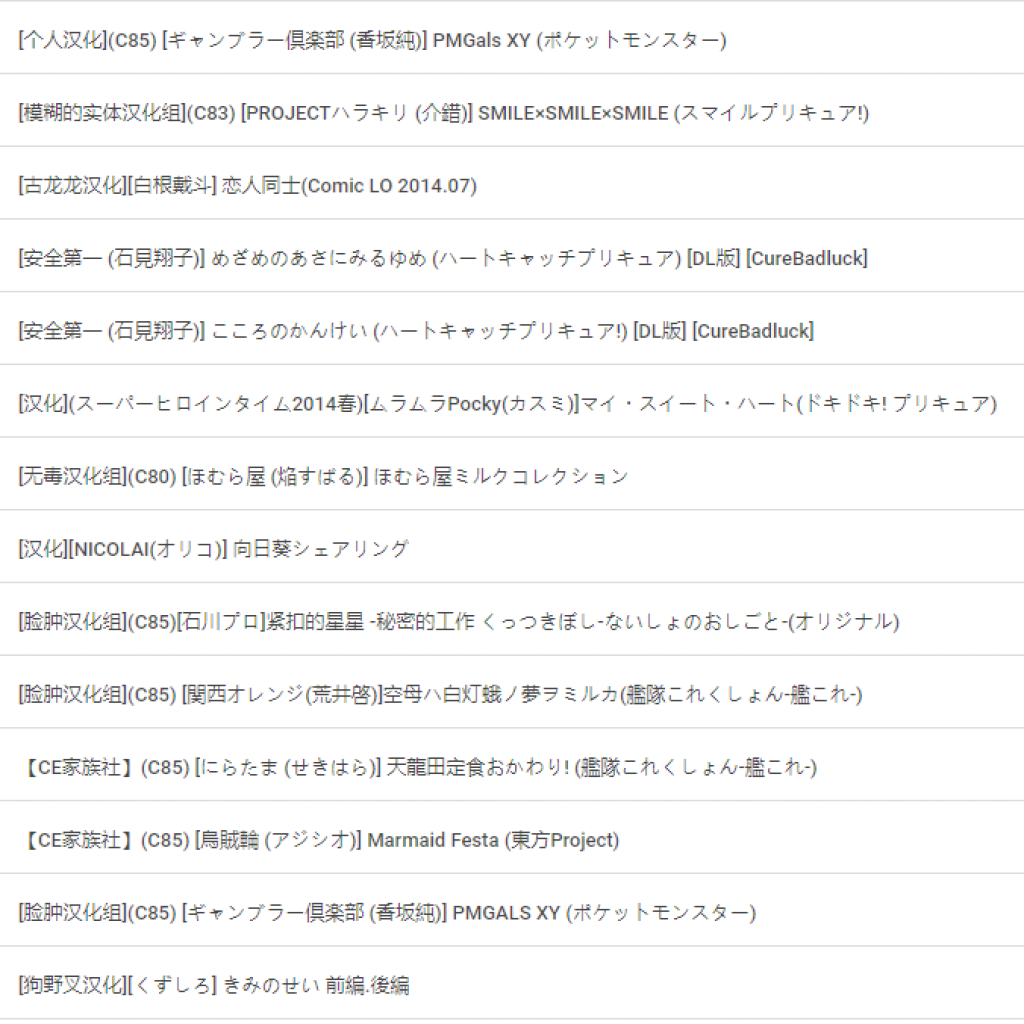 [个人汉化](C85) [ギャンブラー倶楽部 (香坂純)] PMGals XY (ポケットモンスター)
[模糊的实体汉化组](C83) [PROJECTハラキリ (介錯)] SMILE×SMILE×SMILE (スマイルプリキュア!)
[古龙龙汉化][白根戴斗] 恋人同士(Comic LO 2014.07)
[安全第一 (石見翔子)] めざめのあさにみるゆめ (ハートキャッチプリキュア) [DL版] [CureBadluck]
[安全第一 (石見翔子)] こころのかんけい (ハートキャッチプリキュア!) [DL版] [CureBadluck]
[汉化](スーパーヒロインタイム2014春)[ムラムラPocky(カスミ)]マイ・スイート・ハート(ドキドキ! プリキュア)
[无毒汉化组](C80) [ほむら屋 (焔すばる)] ほむら屋ミルクコレクション
[汉化][NICOLAI(オリコ)] 向日葵シェアリング
[脸肿汉化组](C85)[石川プロ]紧扣的星星 -秘密的工作 くっつきぼし-ないしょのおしごと-(オリジナル)
[脸肿汉化组](C85) [関西オレンジ(荒井啓)]空母ハ白灯蛾ノ夢ヲミルカ(艦隊これくしょん-艦これ-)
【CE家族社】(C85) [にらたま (せきはら)] 天龍田定食おかわり! (艦隊これくしょん-艦これ-)
【CE家族社】(C85) [烏賊輪 (アジシオ)] Marmaid Festa (東方Project)
[脸肿汉化组](C85) [ギャンブラー倶楽部 (香坂純)] PMGALS XY (ポケットモンスター)
[狗野叉汉化][くずしろ] きみのせい 前編.後編